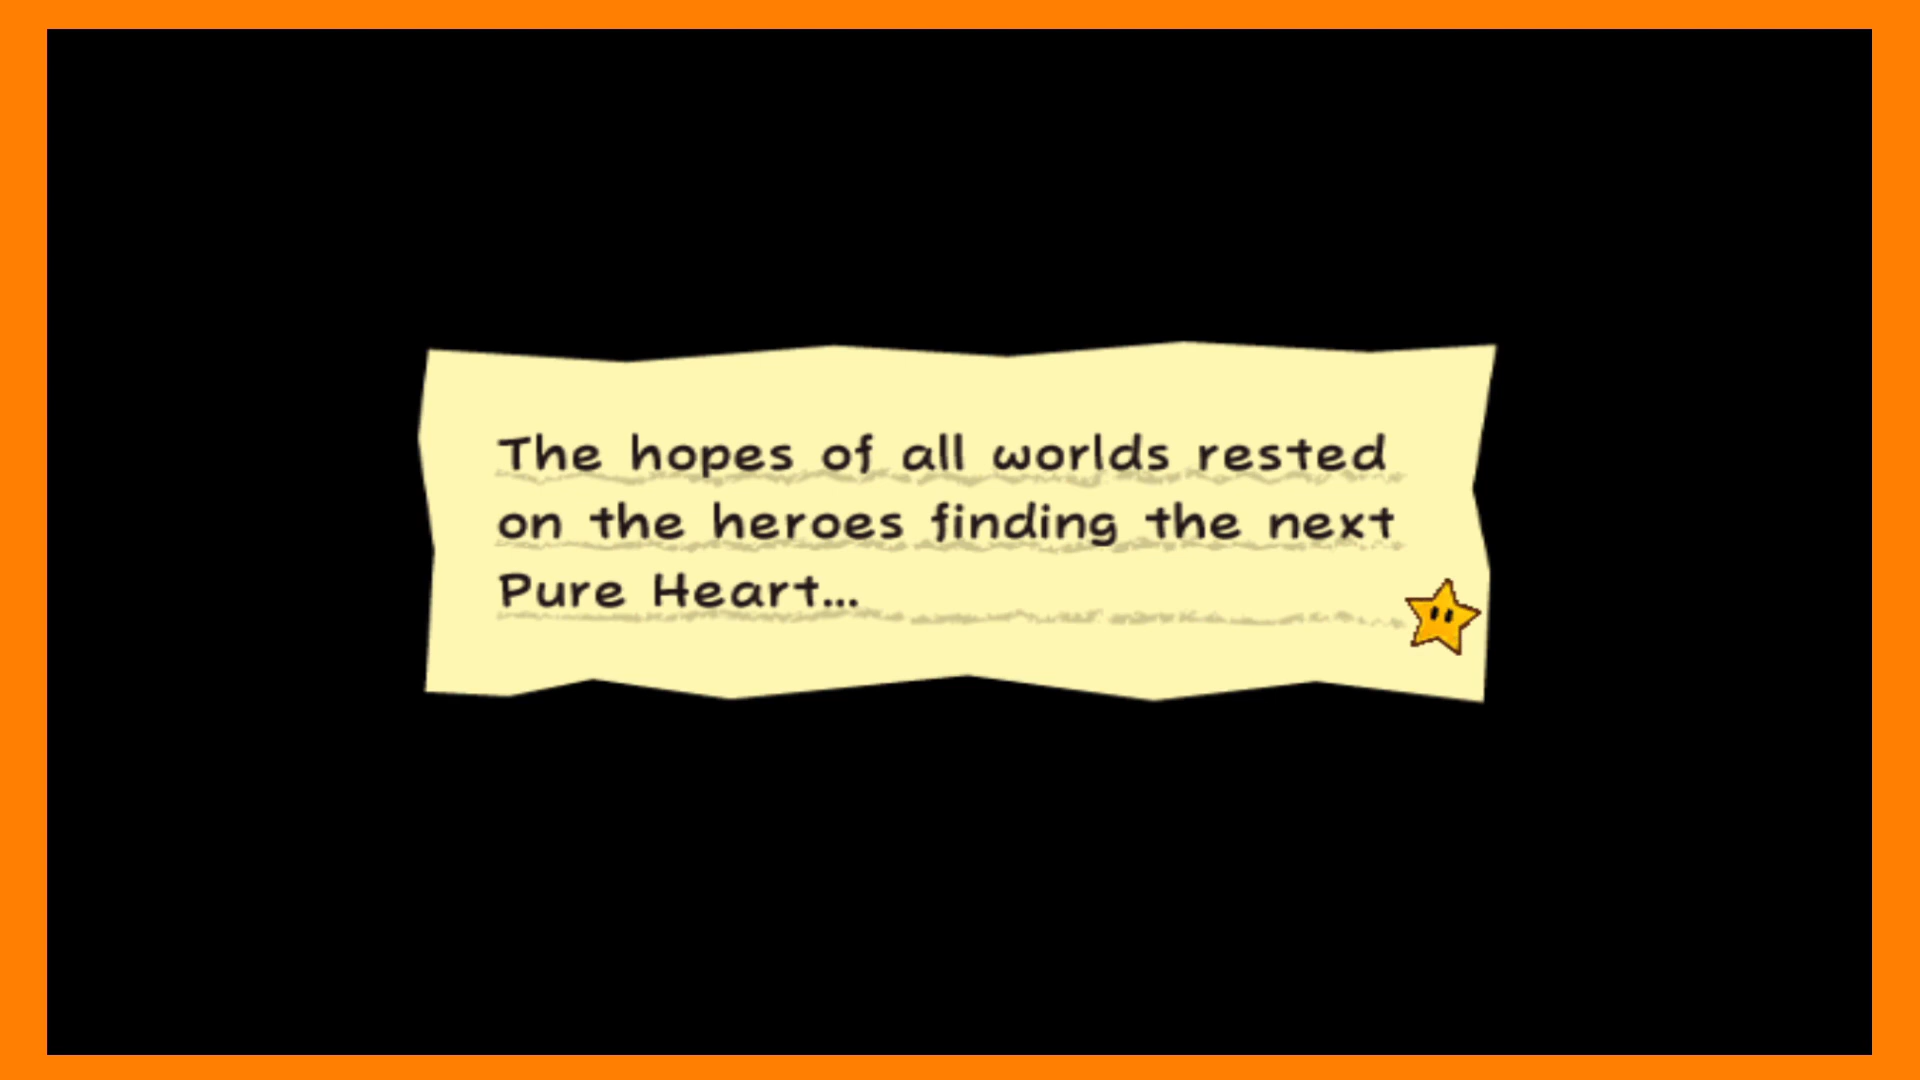 The hopes of all worlds rested
on the heroes finding the next
Pure Heart...